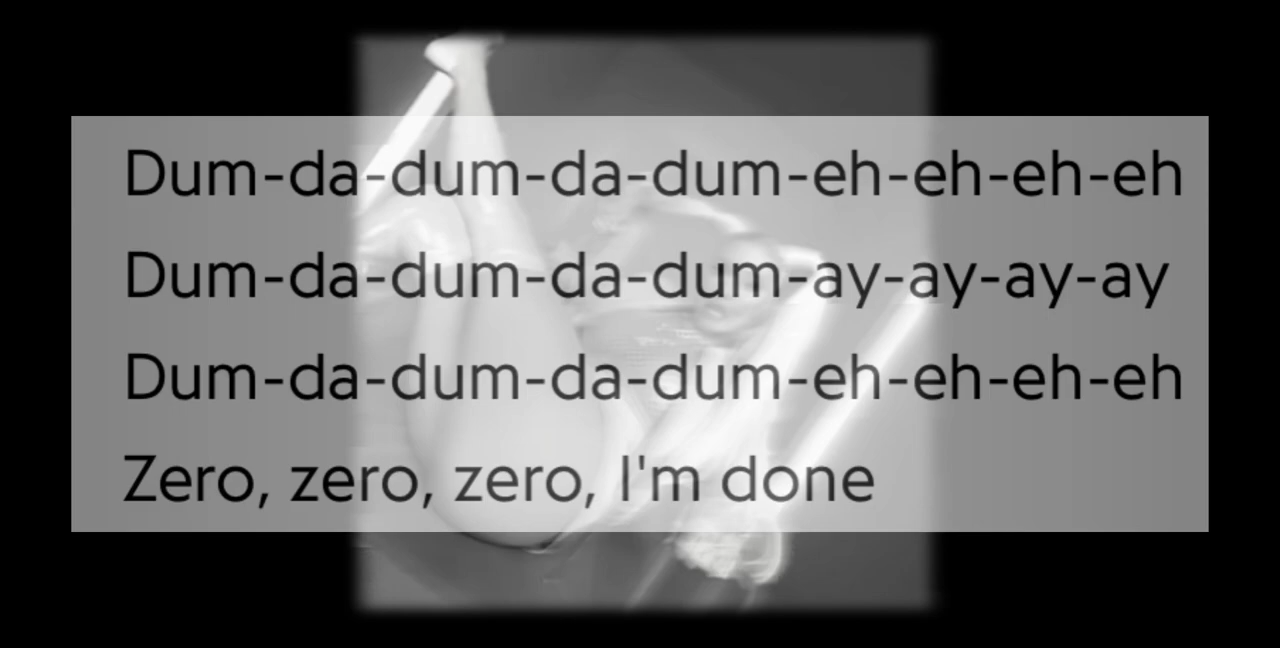 Dum-da-dum-da-dum-eh-eh-eh-eh
Dum-da-dum-da-dum-ay-ay-ay-ay
Dum-da-dum-da-dum-eh-eh-eh-eh
Zero, zero, zero, I'm done